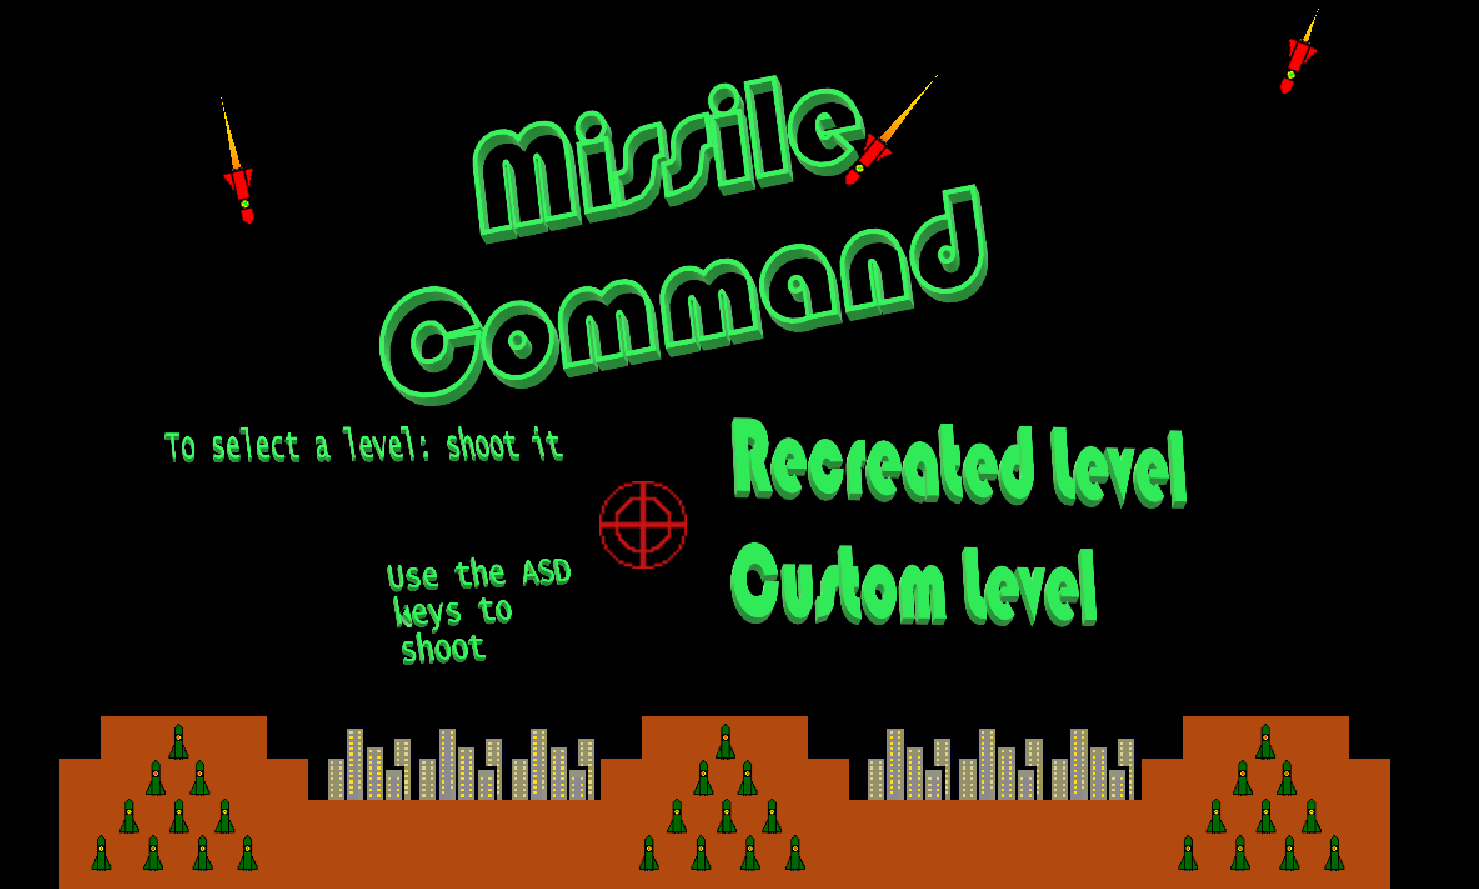 Missile
Command
To select a level: shoot it
Recreated Level
Custom Level
Use the ASD
keys to
shoot